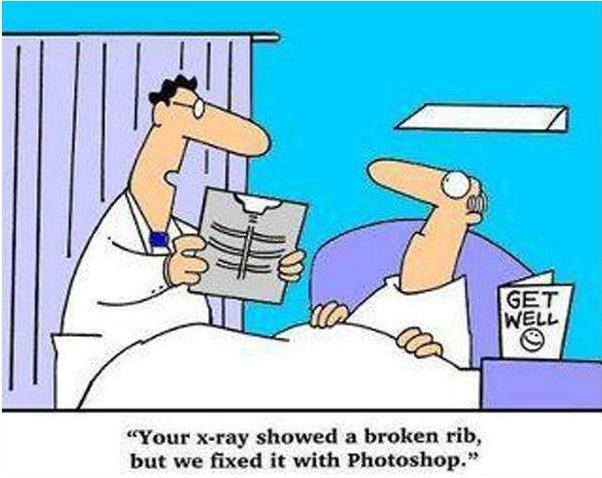 GET
WELL
“Your x-ray showed a broken rib,
but we fixed it with Photoshop.”